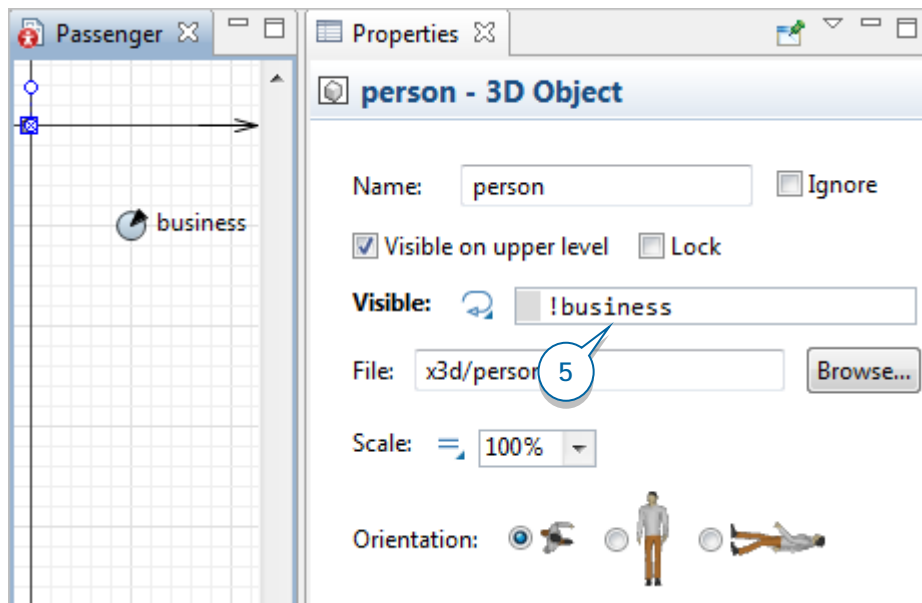 Passenger
business
Properties
person - 3D Object
Name: person Ignore
Visible on upper level Lock
Visible: !business
5
File: x3d/person Browse...
Scale: 100%
Orientation: